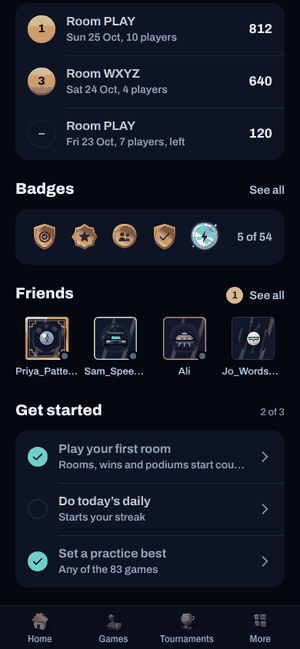 1
Room PLAY
812
Sun 25 Oct, 10 players
3
Room WXYZ
640
Sat 24 Oct, 4 players
–
Room PLAY
120
Fri 23 Oct, 7 players, left
Badges
See all
5 of 54
Friends
1
See all
Priya_Patte...
Sam_Spee...
Ali
Jo_Words...
Get started
2 of 3
Play your first room
Rooms, wins and podiums start cou...
Do today's daily
Starts your streak
Set a practice best
Any of the 83 games
Home
Games
Tournaments
More